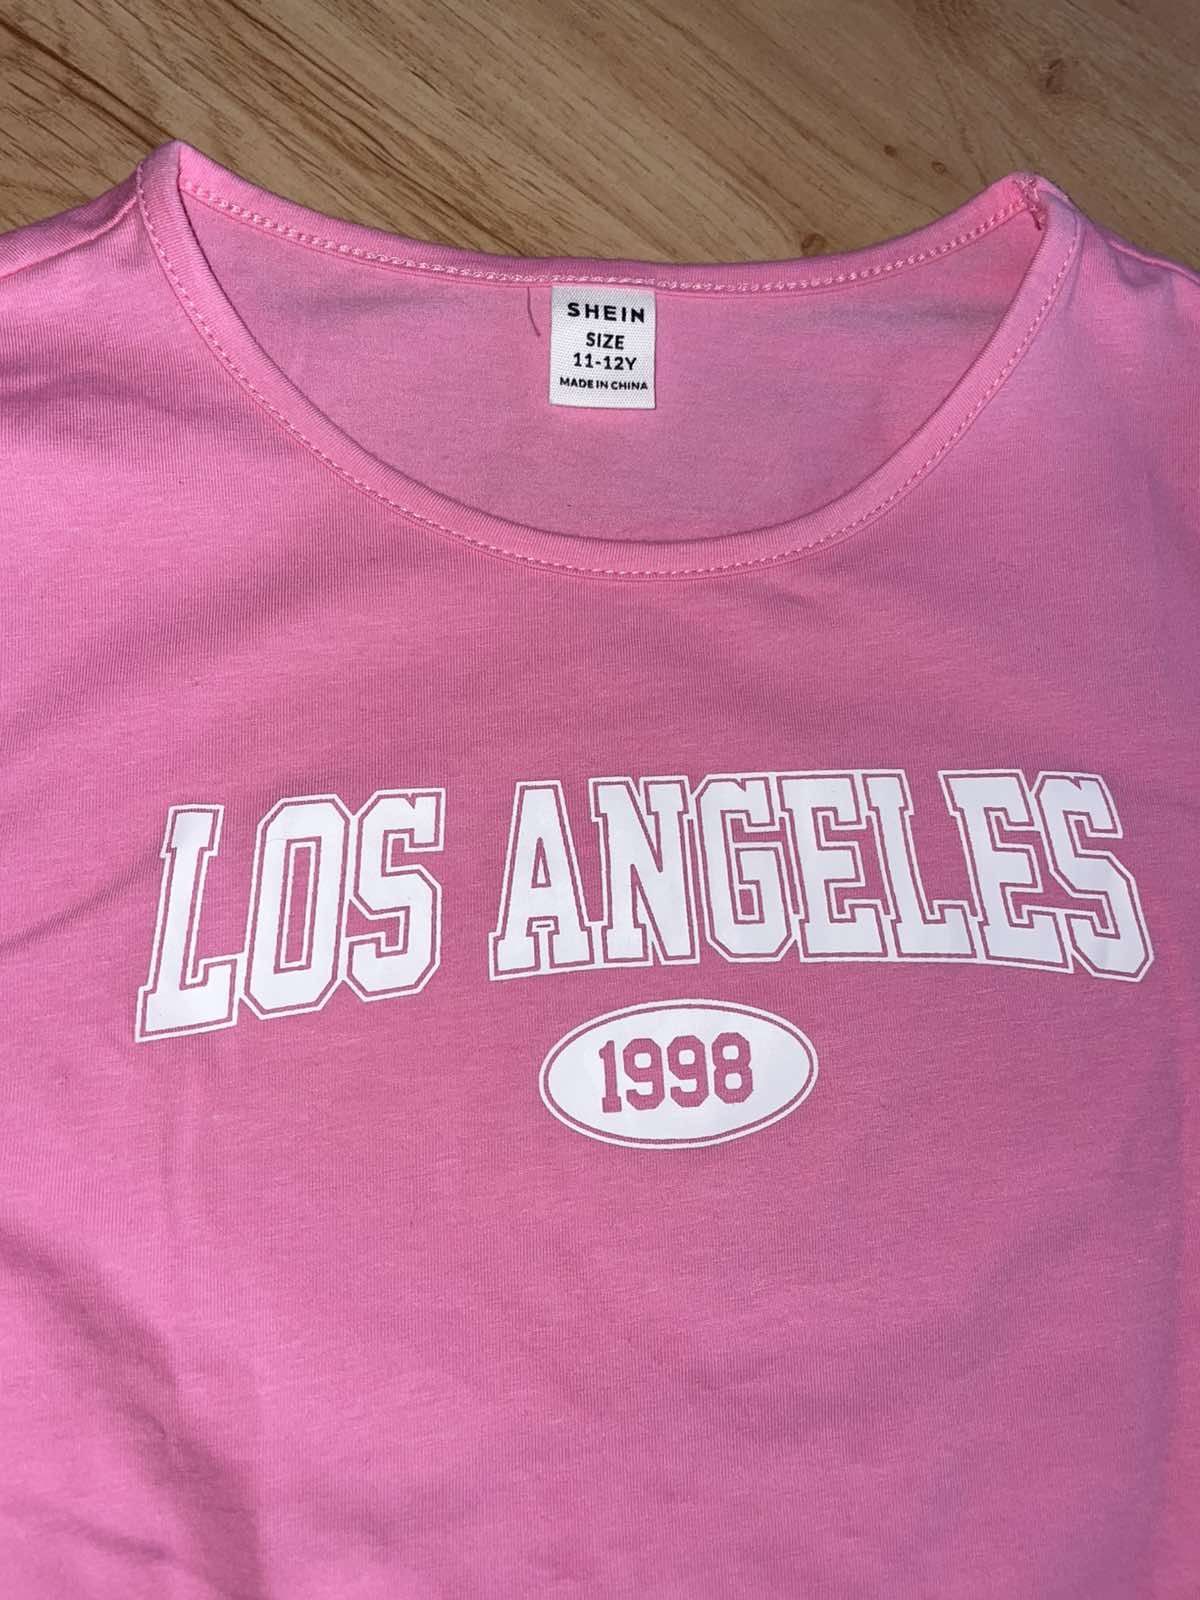 SHEIN
SIZE
11-12Y
MADE IN CHINA
LOS ANGELES
1998